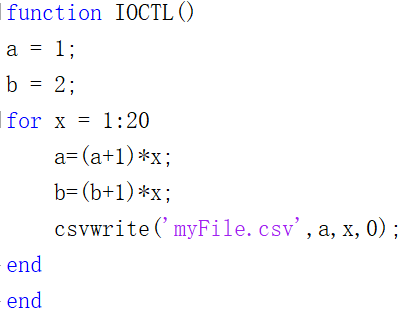 function IOCTL()
a = 1;
b = 2;
for x = 1:20
    a=(a+1)*x;
    b=(b+1)*x;
    csvwrite('myFile.csv',a,x,0);
end
end